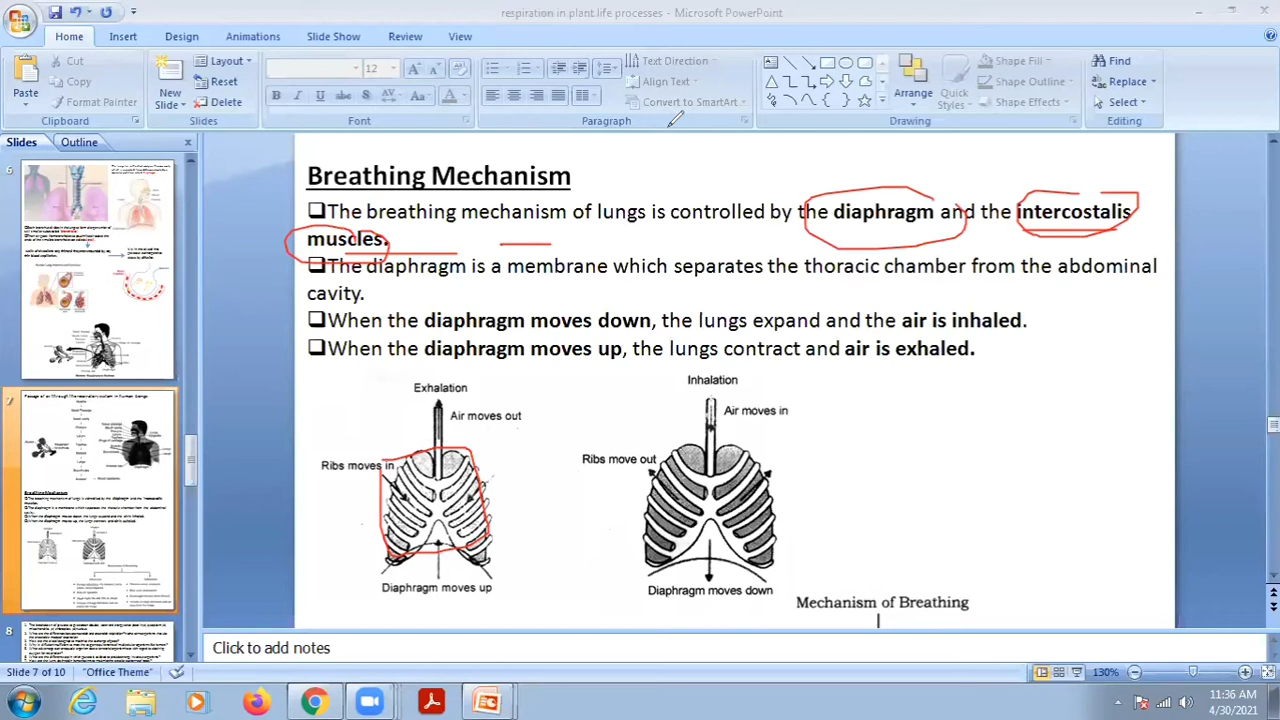 respiration in plant life processes - Microsoft PowerPoint
Home Insert Design Animations Slide Show Review View
Paste
Cut
Copy
Format Painter
Clipboard
New Slide
Layout
Reset
Delete
Slides
12
Font
Text Direction
Align Text
Convert to SmartArt
Paragraph
Arrange
Quick Styles
Shape Fill
Shape Outline
Shape Effects
Drawing
Find
Replace
Select
Editing
Slides Outline
6
7
8
Breathing Mechanism
The breathing mechanism of lungs is controlled by the diaphragm and the intercostalis
muscles.
The diaphragm is a membrane which separates the thoracic chamber from the abdominal
cavity.
When the diaphragm moves down, the lungs expand and the air is inhaled.
When the diaphragm moves up, the lungs contract and air is exhaled.
Exhalation
Air moves out
Ribs moves in
Diaphragm moves up
Inhalation
Air moves in
Ribs move out
Diaphragm moves down
Mechanism of Breathing
Click to add notes
Slide 7 of 10 "Office Theme" 130%
11:36 AM
4/30/2021